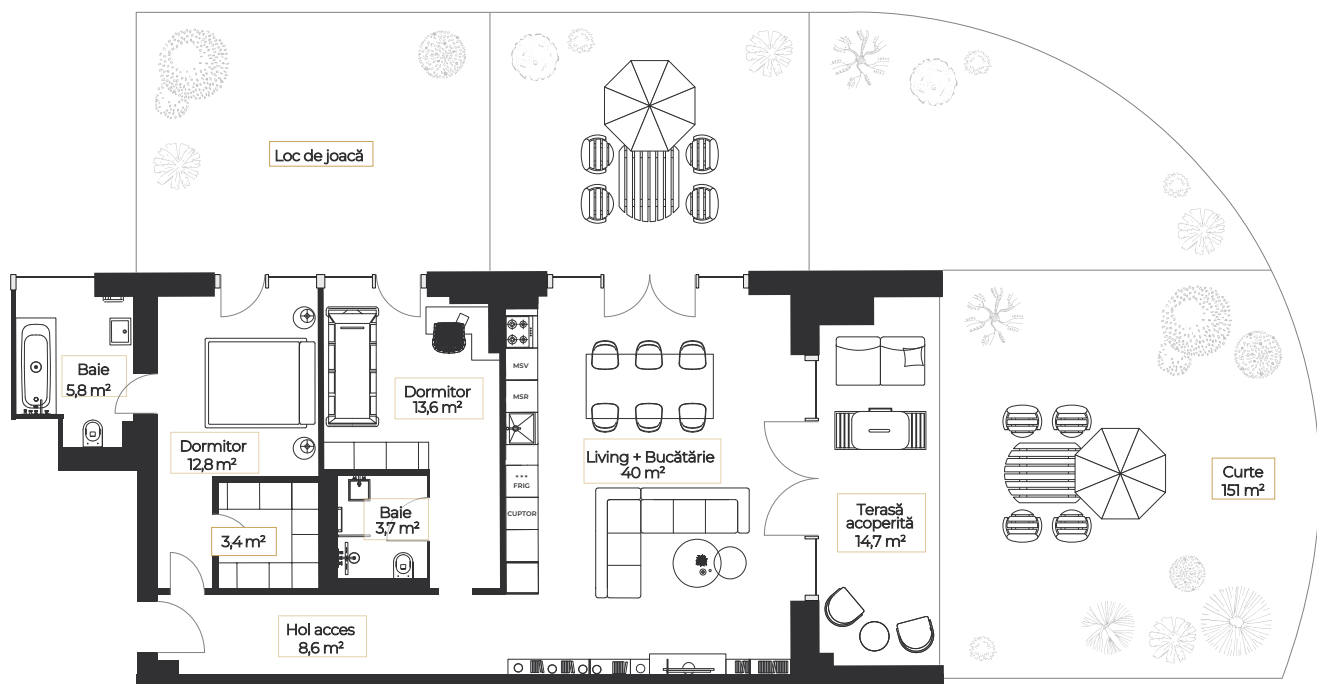 Loc de joacă
Baie
5,8 m²
Dormitor
12,8 m²
3,4 m²
Dormitor
13,6 m²
Baie
3,7 m²
MSV
MSR
FRIG
CUPTOR
Living + Bucătărie
40 m²
Terasă
acoperită
14,7 m²
Curte
151 m²
Hol acces
8,6 m²